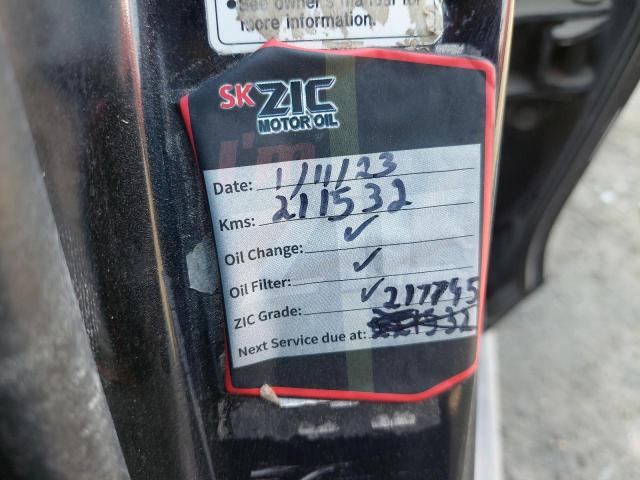 •See owner's manual for
more information.
SK ZIC
MOTOR OIL
I'm
Date: 1/11/23
Kms: 211532
Oil Change: ✓
Oil Filter: ✓
ZIC Grade: ✓ 217745
Next Service due at: 221532